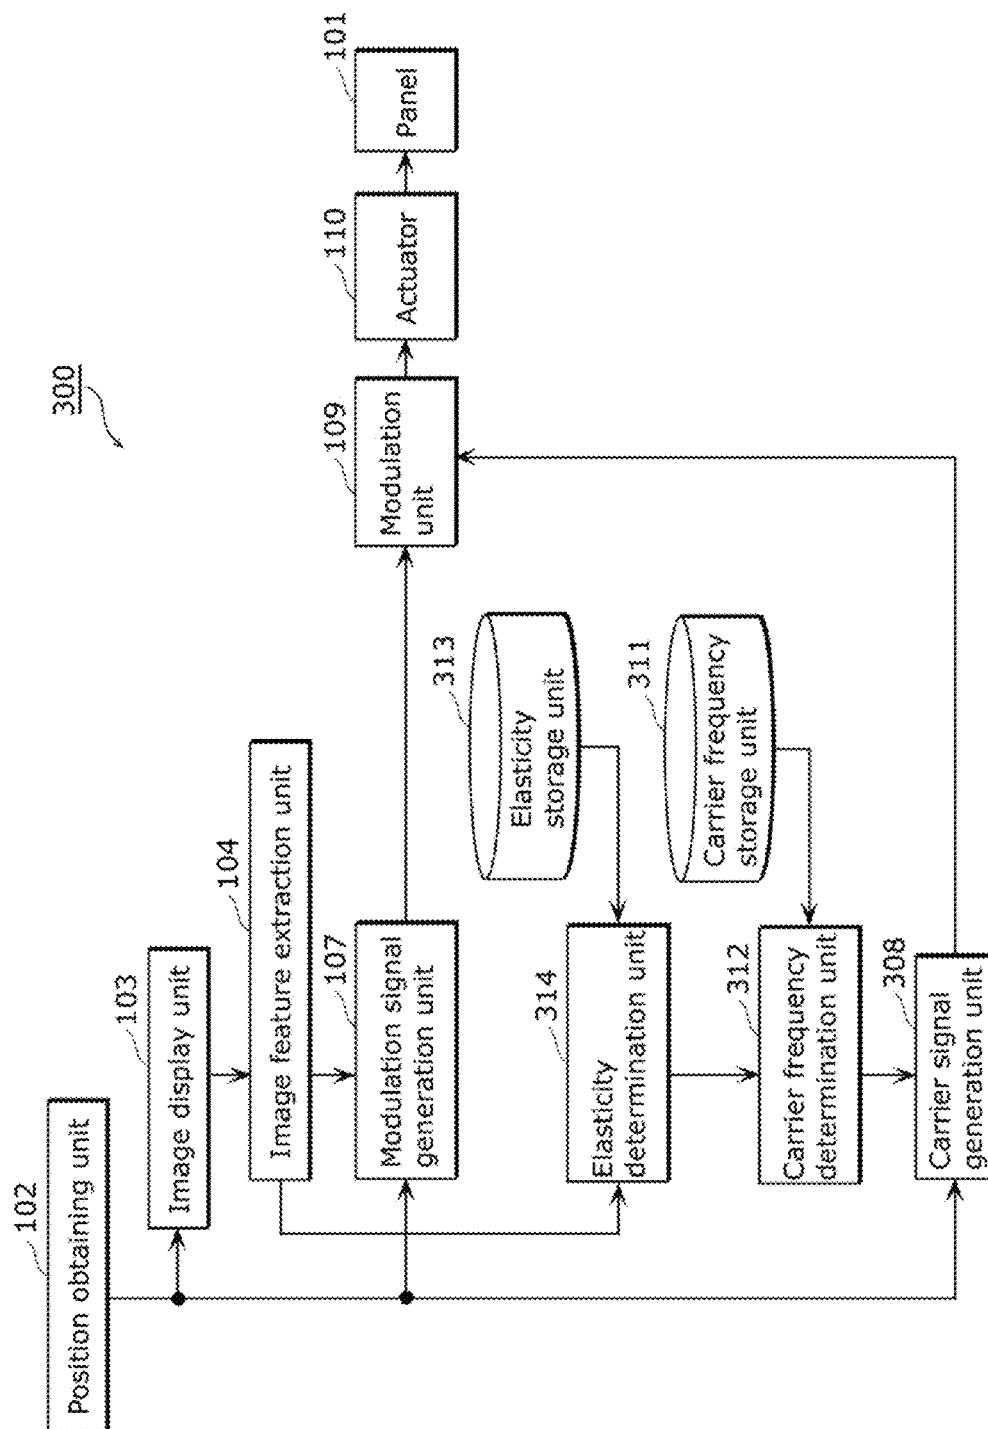 300
102
Position obtaining unit
103
Image display unit
104
Image feature extraction unit
107
Modulation signal
generation unit
109
Modulation
unit
110
Actuator
101
Panel
313
Elasticity
storage unit
314
Elasticity
determination unit
311
Carrier frequency
storage unit
312
Carrier frequency
determination unit
308
Carrier signal
generation unit